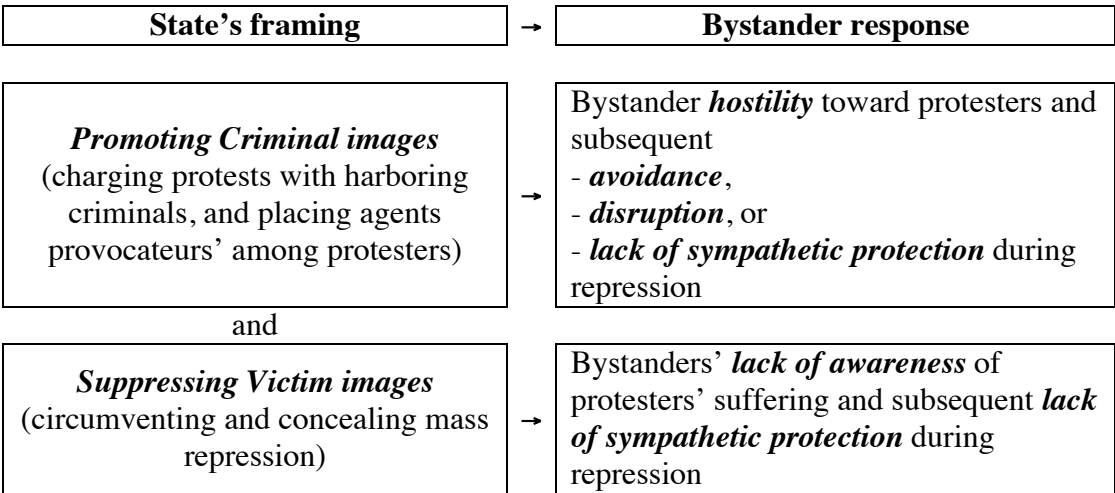 State's framing → Bystander response
Promoting Criminal images
(charging protests with harboring
criminals, and placing agents
provocateurs' among protesters)
→
Bystander hostility toward protesters and
subsequent
- avoidance,
- disruption, or
- lack of sympathetic protection during
repression
and
Suppressing Victim images
(circumventing and concealing mass
repression)
→
Bystanders' lack of awareness of
protesters' suffering and subsequent lack
of sympathetic protection during
repression